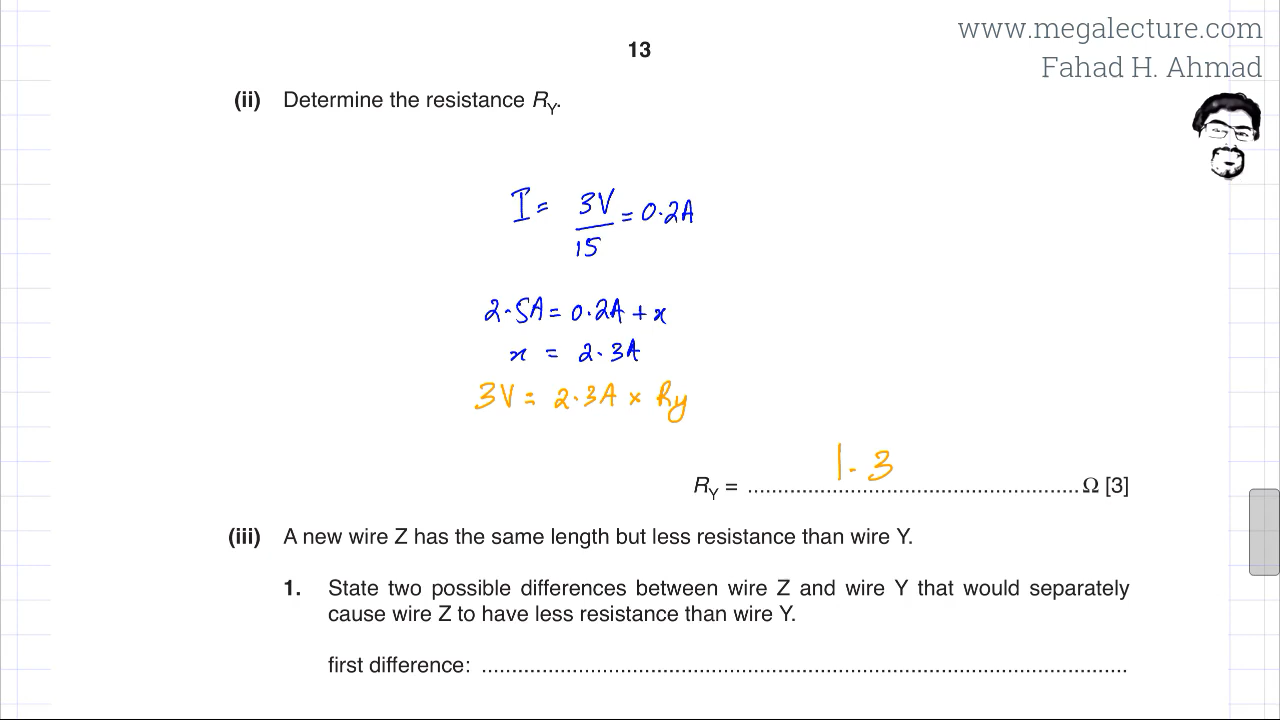 www.megalecture.com
13
Fahad H. Ahmad
(ii) Determine the resistance RY.
I = 3V/15 = 0.2A
2.5A = 0.2A + x
x = 2.3A
3V = 2.3A × Ry
1.3
RY = ........................................................ Ω [3]
(iii) A new wire Z has the same length but less resistance than wire Y.
1. State two possible differences between wire Z and wire Y that would separately
cause wire Z to have less resistance than wire Y.
first difference: ............................................................................................................